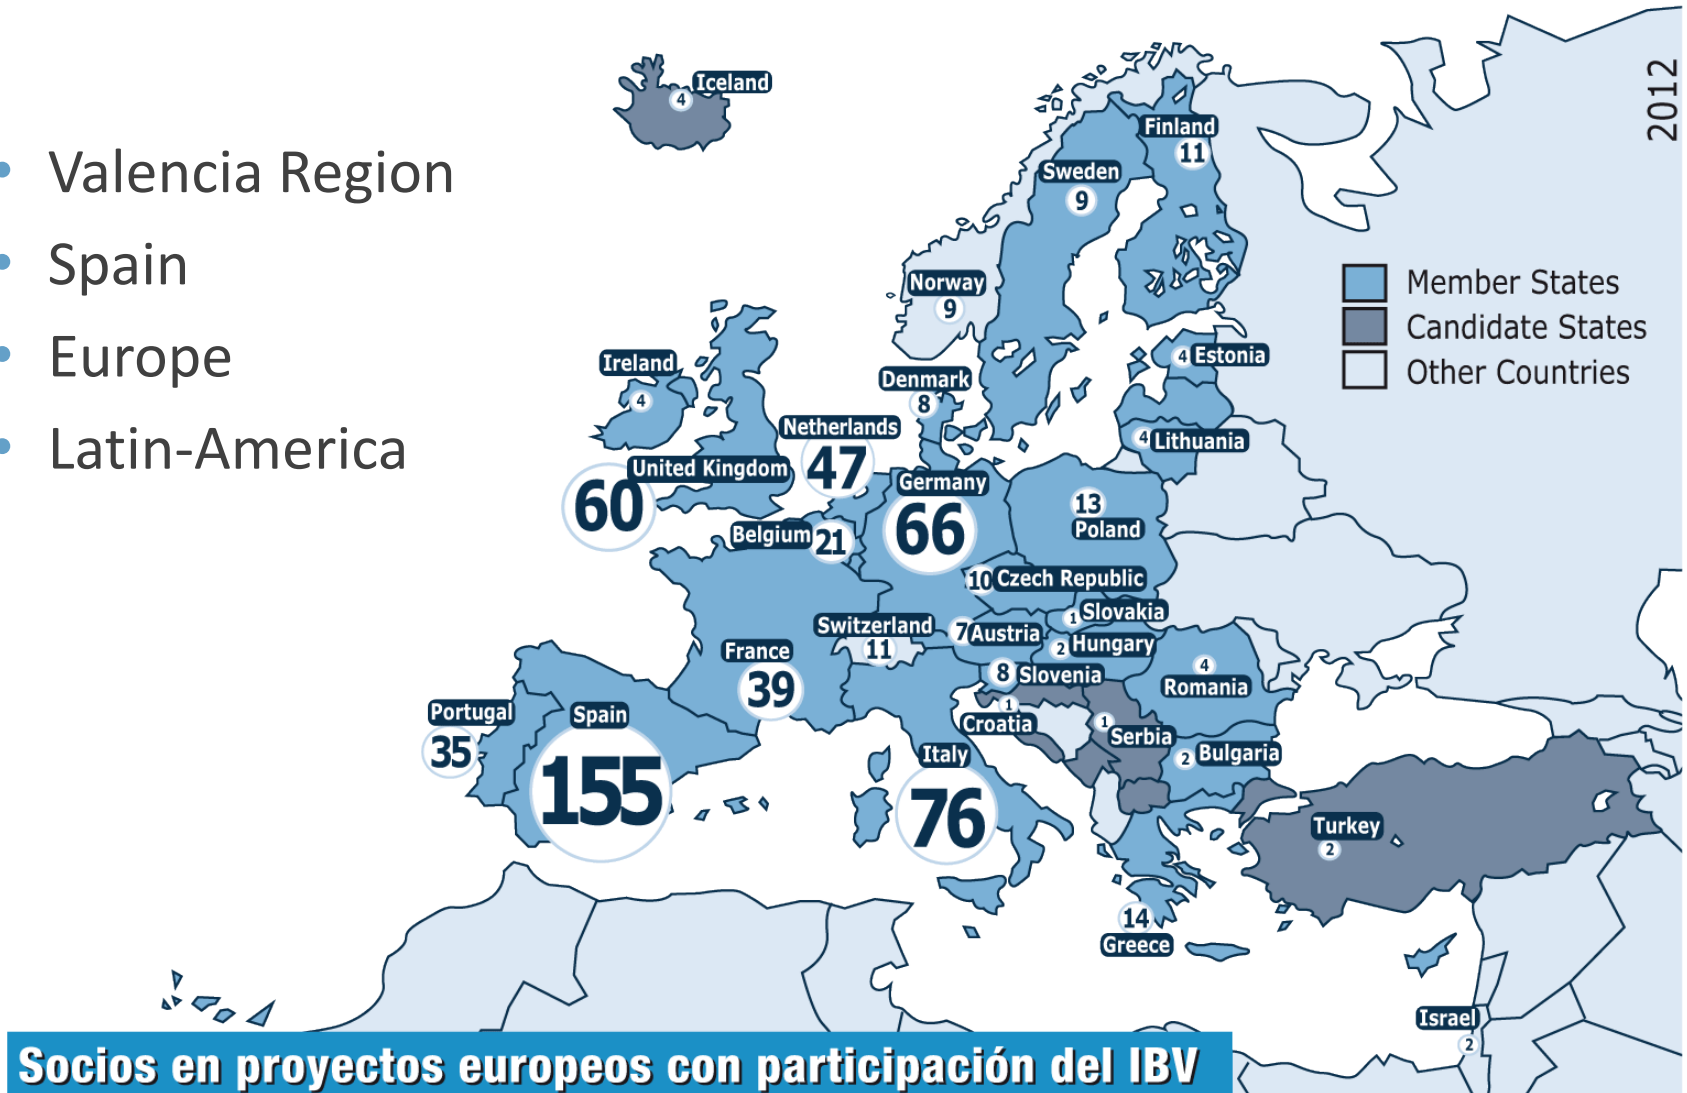 2012
• Valencia Region
• Spain
• Europe
• Latin-America
Iceland
4
Finland
11
Sweden
9
Norway
9
Member States
Candidate States
Other Countries
Ireland
4
Estonia
4
Denmark
8
Netherlands
47
Lithuania
4
United Kingdom
60
Germany
66
Poland
13
Belgium
21
Czech Republic
10
Slovakia
1
Switzerland
11
Austria
7
Hungary
2
France
39
Slovenia
8
Romania
4
Portugal
35
Spain
155
Croatia
1
Serbia
1
Italy
76
Bulgaria
2
Turkey
2
14
Greece
Israel
2
Socios en proyectos europeos con participación del IBV